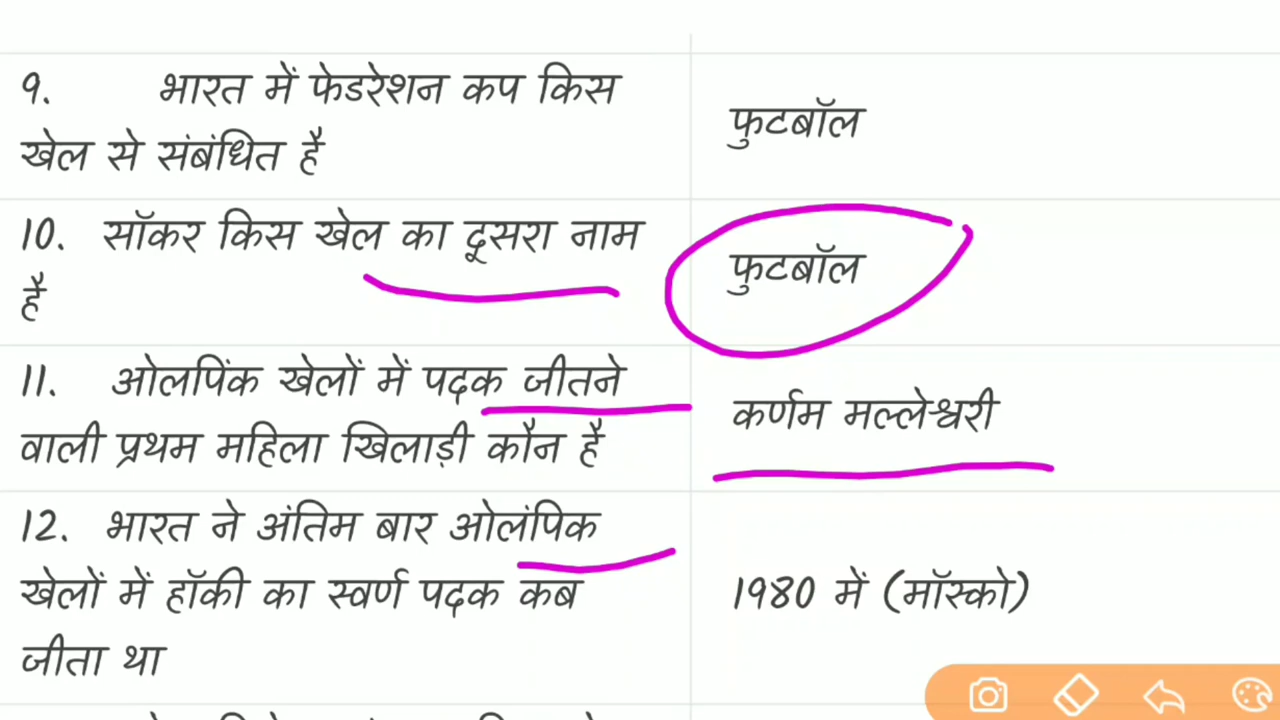 9. भारत में फेडरेशन कप किस
खेल से संबंधित है
फुटबॉल
10. सॉकर किस खेल का दूसरा नाम
है
फुटबॉल
11. ओलपिंक खेलों में पदक जीतने
वाली प्रथम महिला खिलाड़ी कौन है
कर्णम मल्लेश्वरी
12. भारत ने अंतिम बार ओलंपिक
खेलों में हॉकी का स्वर्ण पदक कब
जीता था
1980 में (मॉस्को)